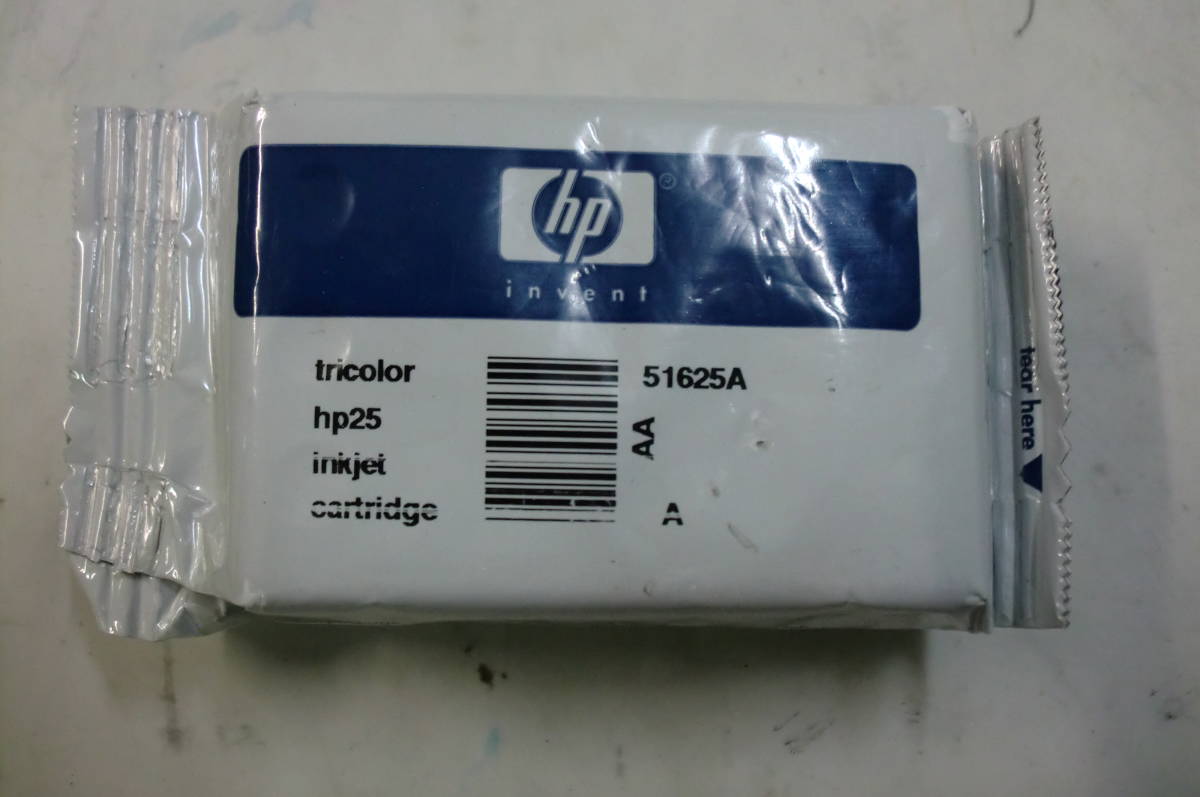 hp ®
invent
tricolor
hp25
inkjet
cartridge
51625A
AA
A
tear here